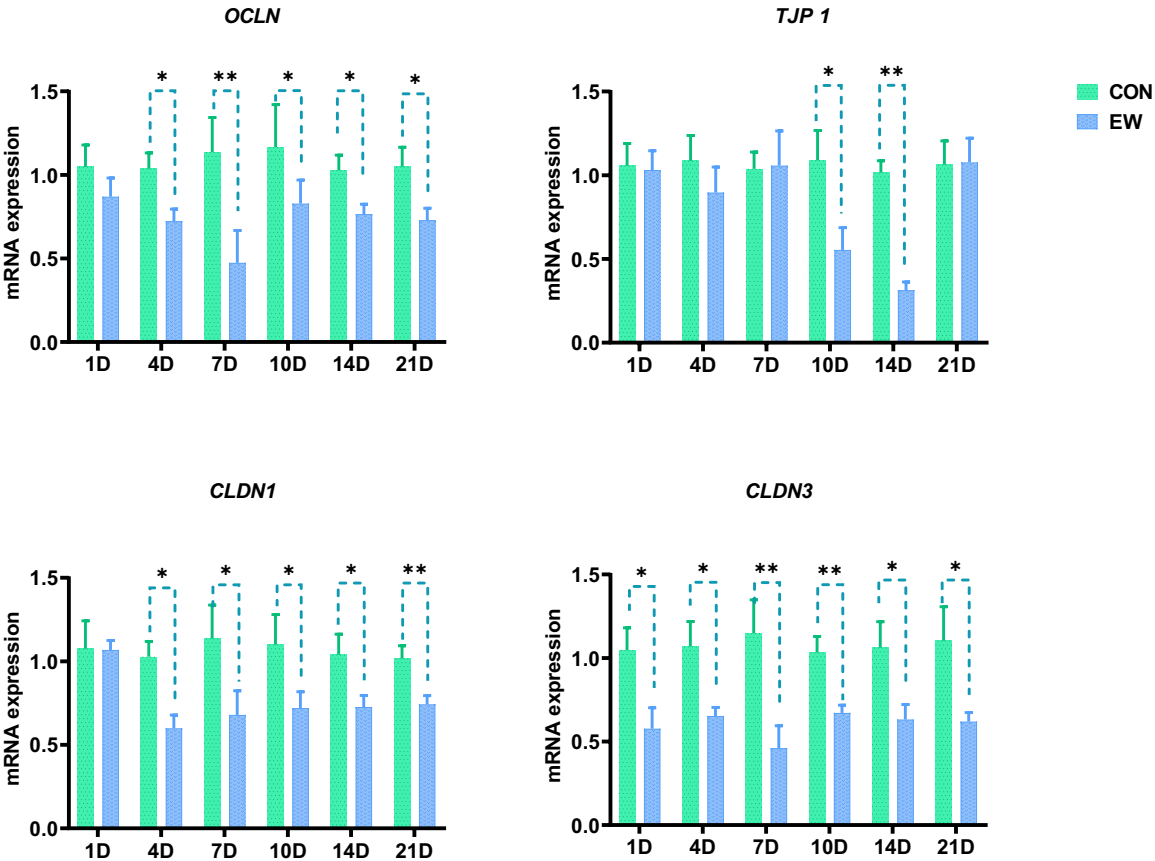 OCLN
* ** * * *
mRNA expression
1.5
1.0
0.5
0.0
1D 4D 7D 10D 14D 21D
TJP 1
* **
mRNA expression
1.5
1.0
0.5
0.0
1D 4D 7D 10D 14D 21D
CON
EW
CLDN1
* * * * **
mRNA expression
1.5
1.0
0.5
0.0
1D 4D 7D 10D 14D 21D
CLDN3
* * ** ** * *
mRNA expression
1.5
1.0
0.5
0.0
1D 4D 7D 10D 14D 21D